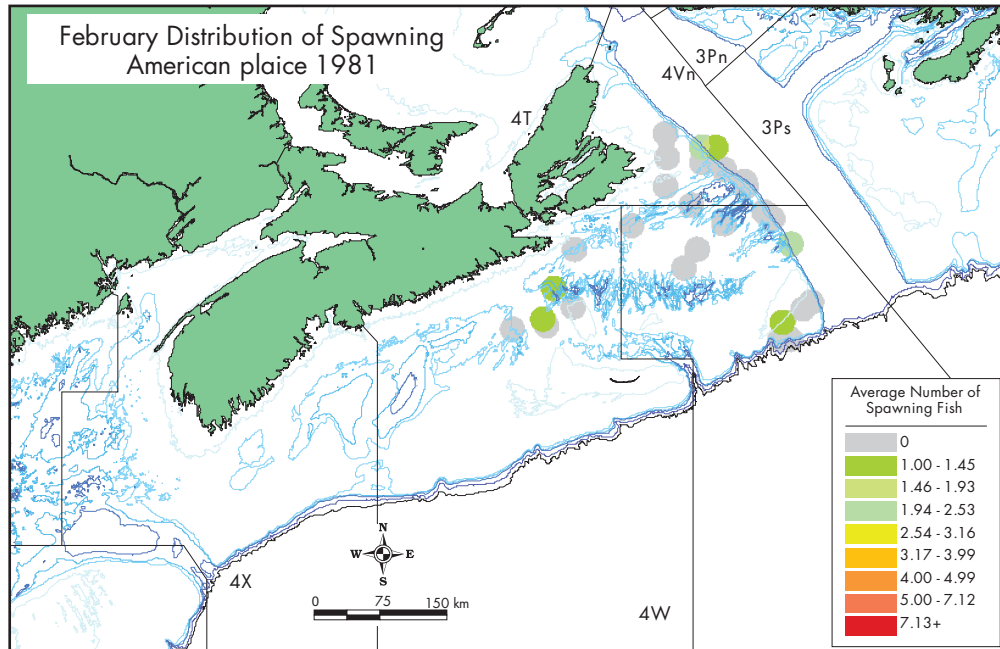 February Distribution of Spawning
American plaice 1981
3Pn
4Vn
4T
3Ps
Average Number of
Spawning Fish
0
1.00 - 1.45
1.46 - 1.93
1.94 - 2.53
2.54 - 3.16
3.17 - 3.99
4.00 - 4.99
5.00 - 7.12
7.13+
N
W E
S
4X
0 75 150 km
4W